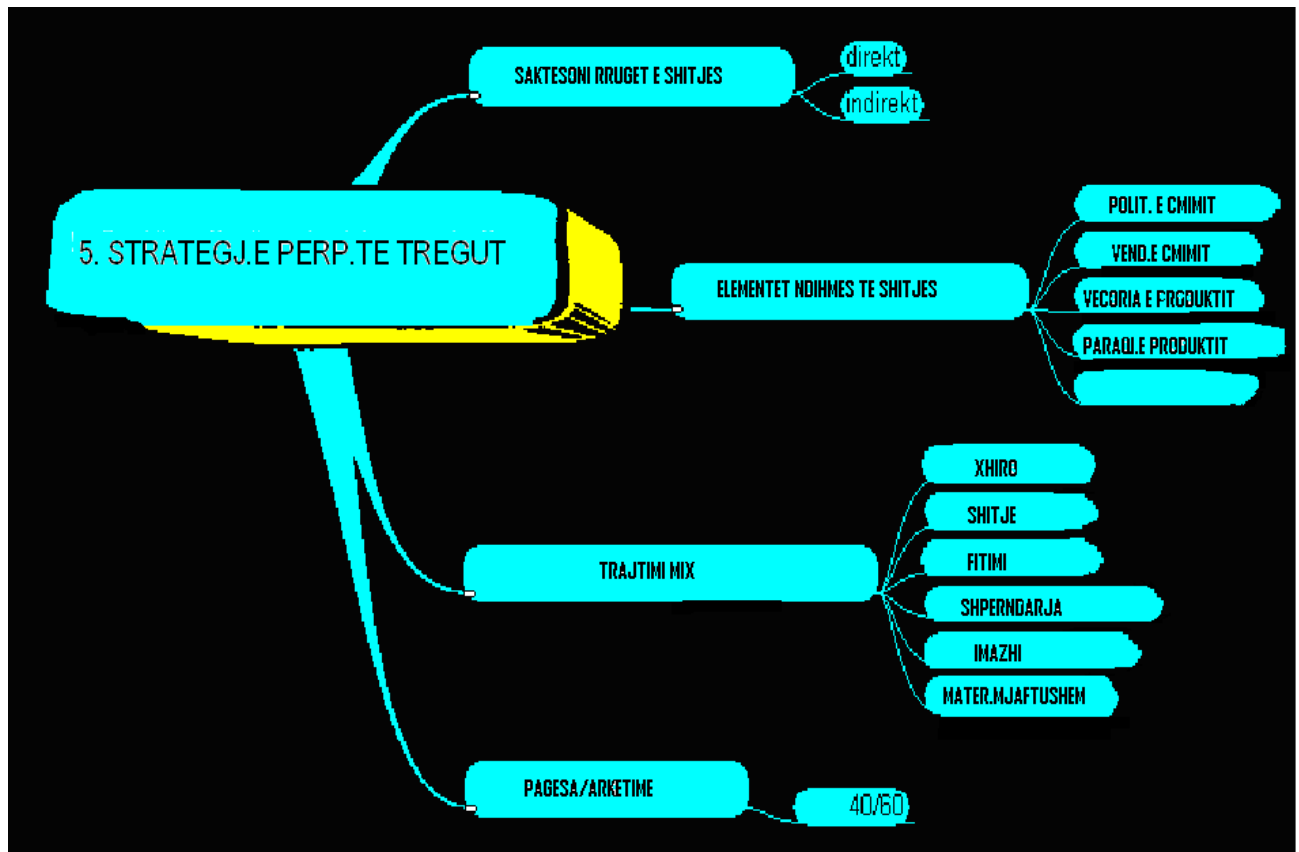 SAKTESONI RRUGET E SHITJES
direkt
indirekt
5. STRATEGJ.E PERP.TE TREGUT
ELEMENTET NDIHMES TE SHITJES
POLIT. E CMIMIT
VEND.E CMIMIT
VECORIA E PRODUKTIT
PARAQI.E PRODUKTIT
TRAJTIMI MIX
XHIRO
SHITJE
FITIMI
SHPERNDARJA
IMAZHI
MATER.MJAFTUSHEM
PAGESA/ARKETIME
40/60